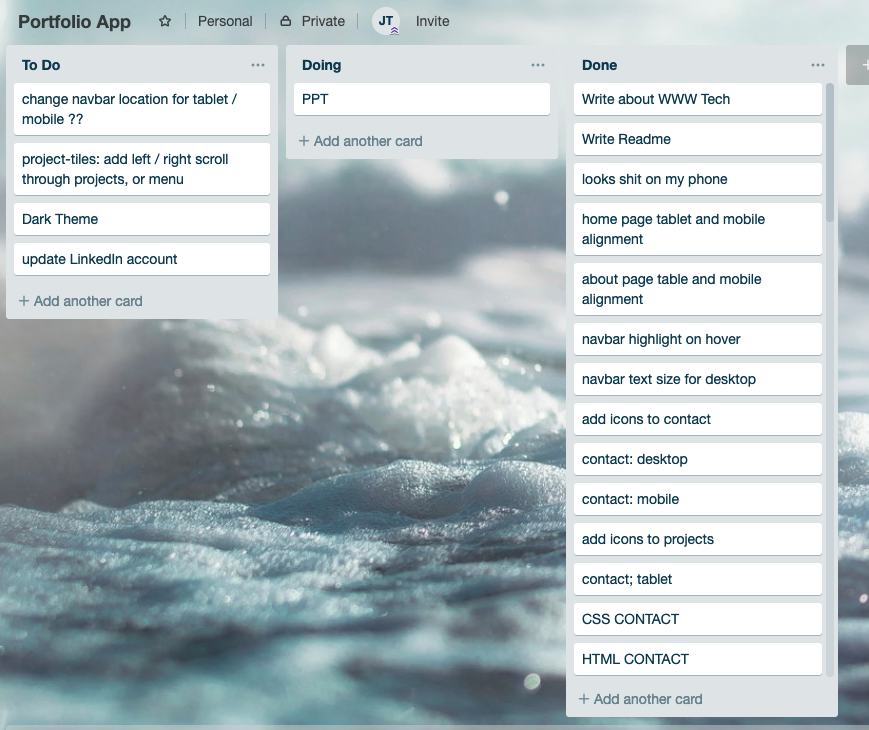 Portfolio App
Personal
Private
JT
Invite
To Do
change navbar location for tablet /
mobile ??
project-tiles: add left / right scroll
through projects, or menu
Dark Theme
update LinkedIn account
+ Add another card
Doing
PPT
+ Add another card
Done
Write about WWW Tech
Write Readme
looks shit on my phone
home page tablet and mobile
alignment
about page table and mobile
alignment
navbar highlight on hover
navbar text size for desktop
add icons to contact
contact: desktop
contact: mobile
add icons to projects
contact; tablet
CSS CONTACT
HTML CONTACT
+ Add another card